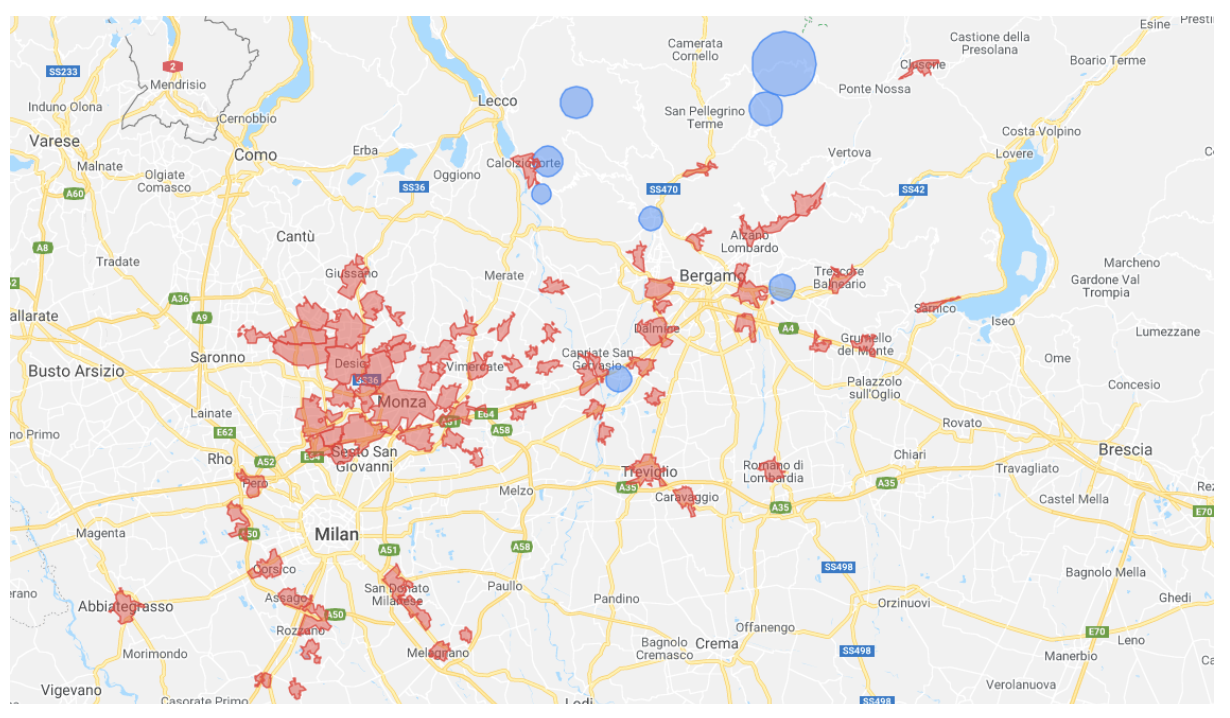 Esine
Presti
Castione della
Presolana
Camerata
Cornello
Boario Terme
SS233
2
Mendrisio
Clusone
Ponte Nossa
Induno Olona
Lecco
San Pellegrino
Terme
Cernobbio
Costa Volpino
Varese
Como
Erba
Vertova
Lovere
Malnate
Calolziocorte
Olgiate
Comasco
Oggiono
SS36
SS470
SS42
A60
Cantù
Alzano
Lombardo
A8
Tradate
Giussano
Merate
Bergamo
Trescore
Balneario
Marcheno
Gardone Val
Trompia
A36
Sarnico
A9
allarate
Dalmine
A4
Iseo
Lumezzane
Saronno
Desio
Vimercate
Capriate San
Gervasio
Grumello
del Monte
Ome
Busto Arsizio
SS36
Palazzolo
sull'Oglio
Concesio
Monza
Lainate
E64
A51
A58
Rovato
no Primo
E62
Brescia
Rho
A52
E64
Sesto San
Giovanni
Chiari
Travagliato
Pero
Melzo
Treviglio
Romano di
Lombardia
A35
Caravaggio
A35
A35
Castel Mella
Rez
E70
Magenta
A50
Milan
A51
A58
Corsico
SS498
Bagnolo Mella
erano
Abbiategrasso
Assago
San Donato
Milanese
Paullo
Pandino
Orzinuovi
Ghedi
A50
Rozzano
Offanengo
E70
Leno
Morimondo
Melegnano
Bagnolo
Cremasco
Crema
SS498
Manerbio
Vigevano
Casorate Primo
Lodi
SS498
Verolanuova